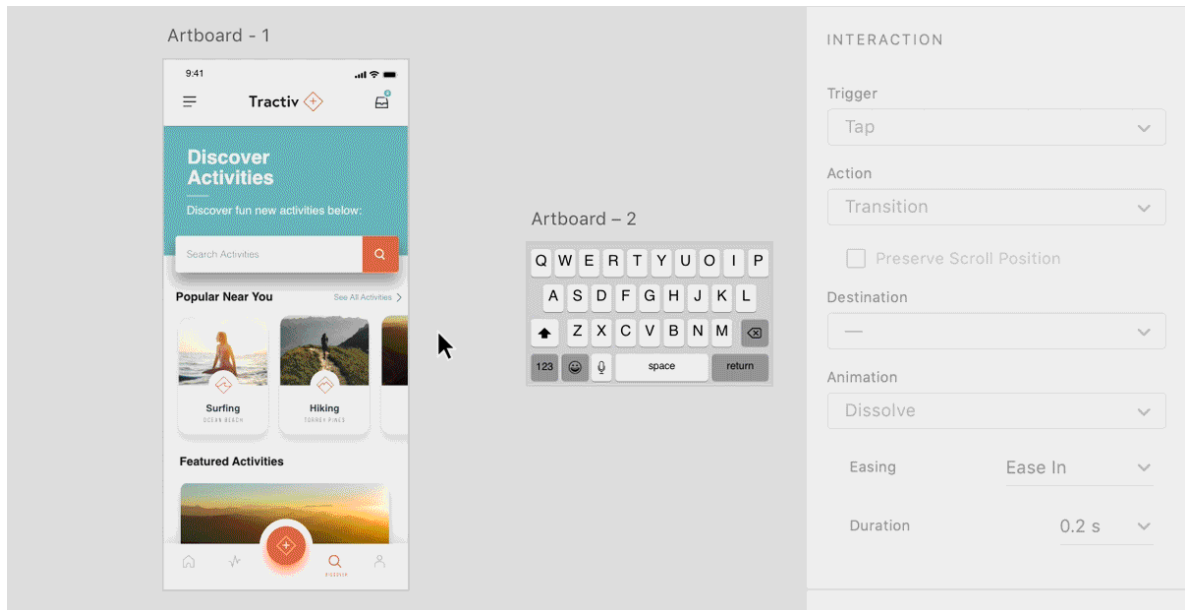 Artboard - 1
9:41
Tractiv
Discover
Activities
Discover fun new activities below:
Search Activities
Popular Near You
See All Activities
Surfing
OCEAN BEACH
Hiking
TORREY PINES
Featured Activities
DISCOVER
Artboard – 2
Q W E R T Y U O I P
A S D F G H J K L
Z X C V B N M
123
space
return
INTERACTION
Trigger
Tap
Action
Transition
Preserve Scroll Position
Destination
—
Animation
Dissolve
Easing
Ease In
Duration
0.2 s